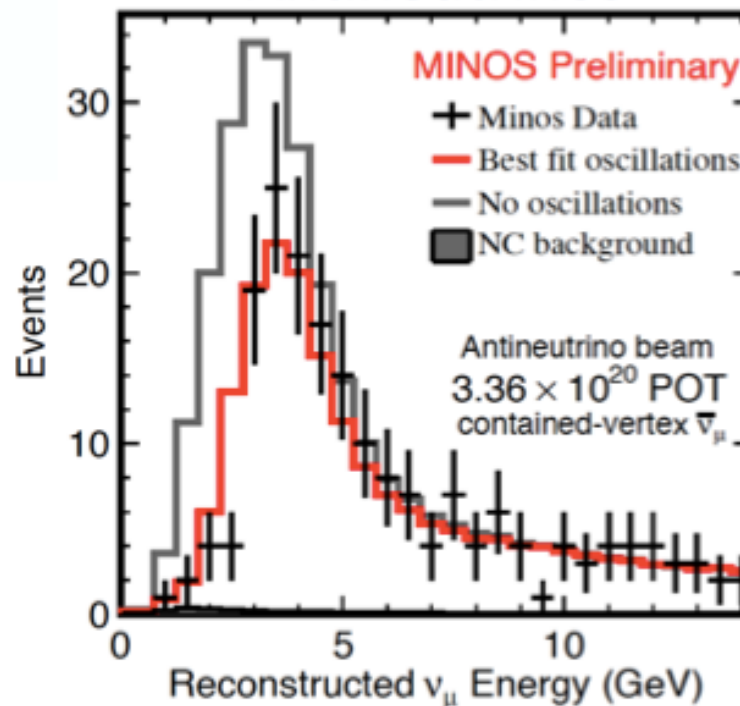 MINOS Preliminary
Minos Data
Best fit oscillations
No oscillations
NC background
Antineutrino beam
3.36 × 10²⁰ POT
contained-vertex ν̅μ
Events
30
20
10
0
0 5 10
Reconstructed νμ Energy (GeV)